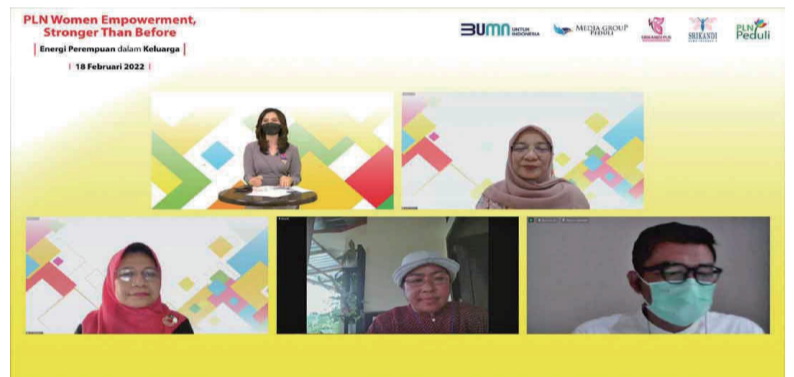 PLN Women Empowerment,
Stronger Than Before
Energi Perempuan dalam Keluarga
18 Februari 2022
BUMN UNTUK INDONESIA
MEDIA GROUP
PEDULI
SRIKANDI
PLN
Peduli